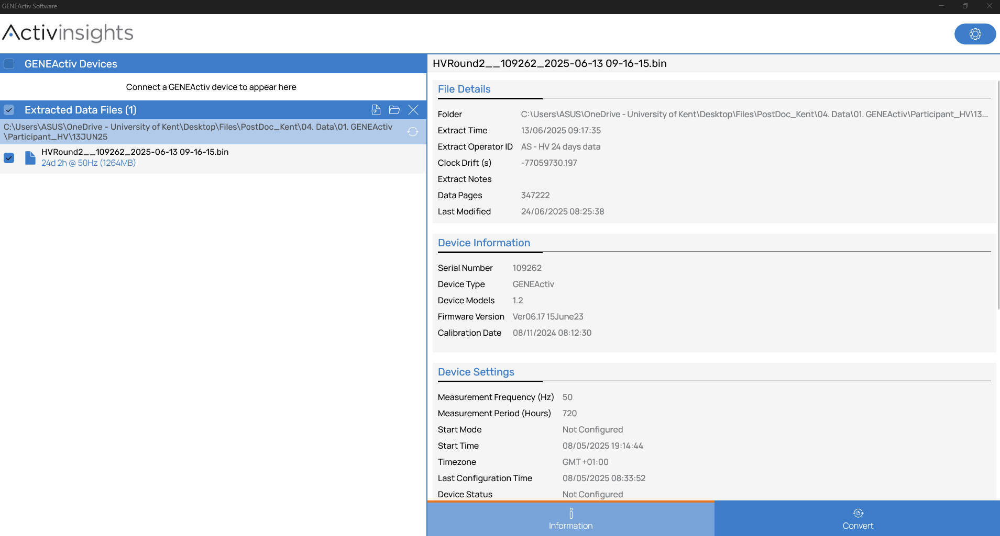 GENEActiv Software
Activinsights
GENEActiv Devices
Connect a GENEActiv device to appear here
Extracted Data Files (1)
C:\Users\ASUS\OneDrive - University of Kent\Desktop\Files\PostDoc_Kent\04. Data\01. GENEActiv
\Participant_HV\13JUN25
HVRound2__109262_2025-06-13 09-16-15.bin
24d 2h @ 50Hz (1264MB)
HVRound2__109262_2025-06-13 09-16-15.bin
File Details
Folder C:\Users\ASUS\OneDrive - University of Kent\Desktop\Files\PostDoc_Kent\04. Data\01. GENEActiv\Participant_HV\13...
Extract Time 13/06/2025 09:17:35
Extract Operator ID AS - HV 24 days data
Clock Drift (s) -77059730.197
Extract Notes
Data Pages 347222
Last Modified 24/06/2025 08:25:38
Device Information
Serial Number 109262
Device Type GENEActiv
Device Models 1.2
Firmware Version Ver06.17 15June23
Calibration Date 08/11/2024 08:12:30
Device Settings
Measurement Frequency (Hz) 50
Measurement Period (Hours) 720
Start Mode Not Configured
Start Time 08/05/2025 19:14:44
Timezone GMT +01:00
Last Configuration Time 08/05/2025 08:33:52
Device Status Not Configured
Information
Convert